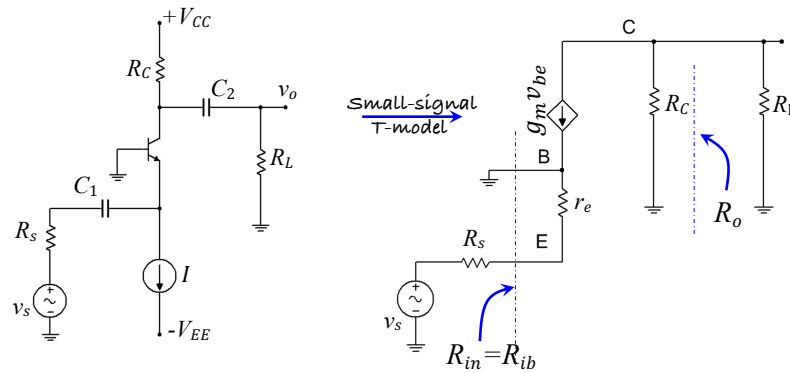 +V_CC
R_C
C_2
v_o
R_L
C_1
R_s
v_s
I
-V_EE
Small-signal
T-model
g_m v_be
C
R_C
R_o
B
r_e
E
R_s
v_s
R_in=R_ib